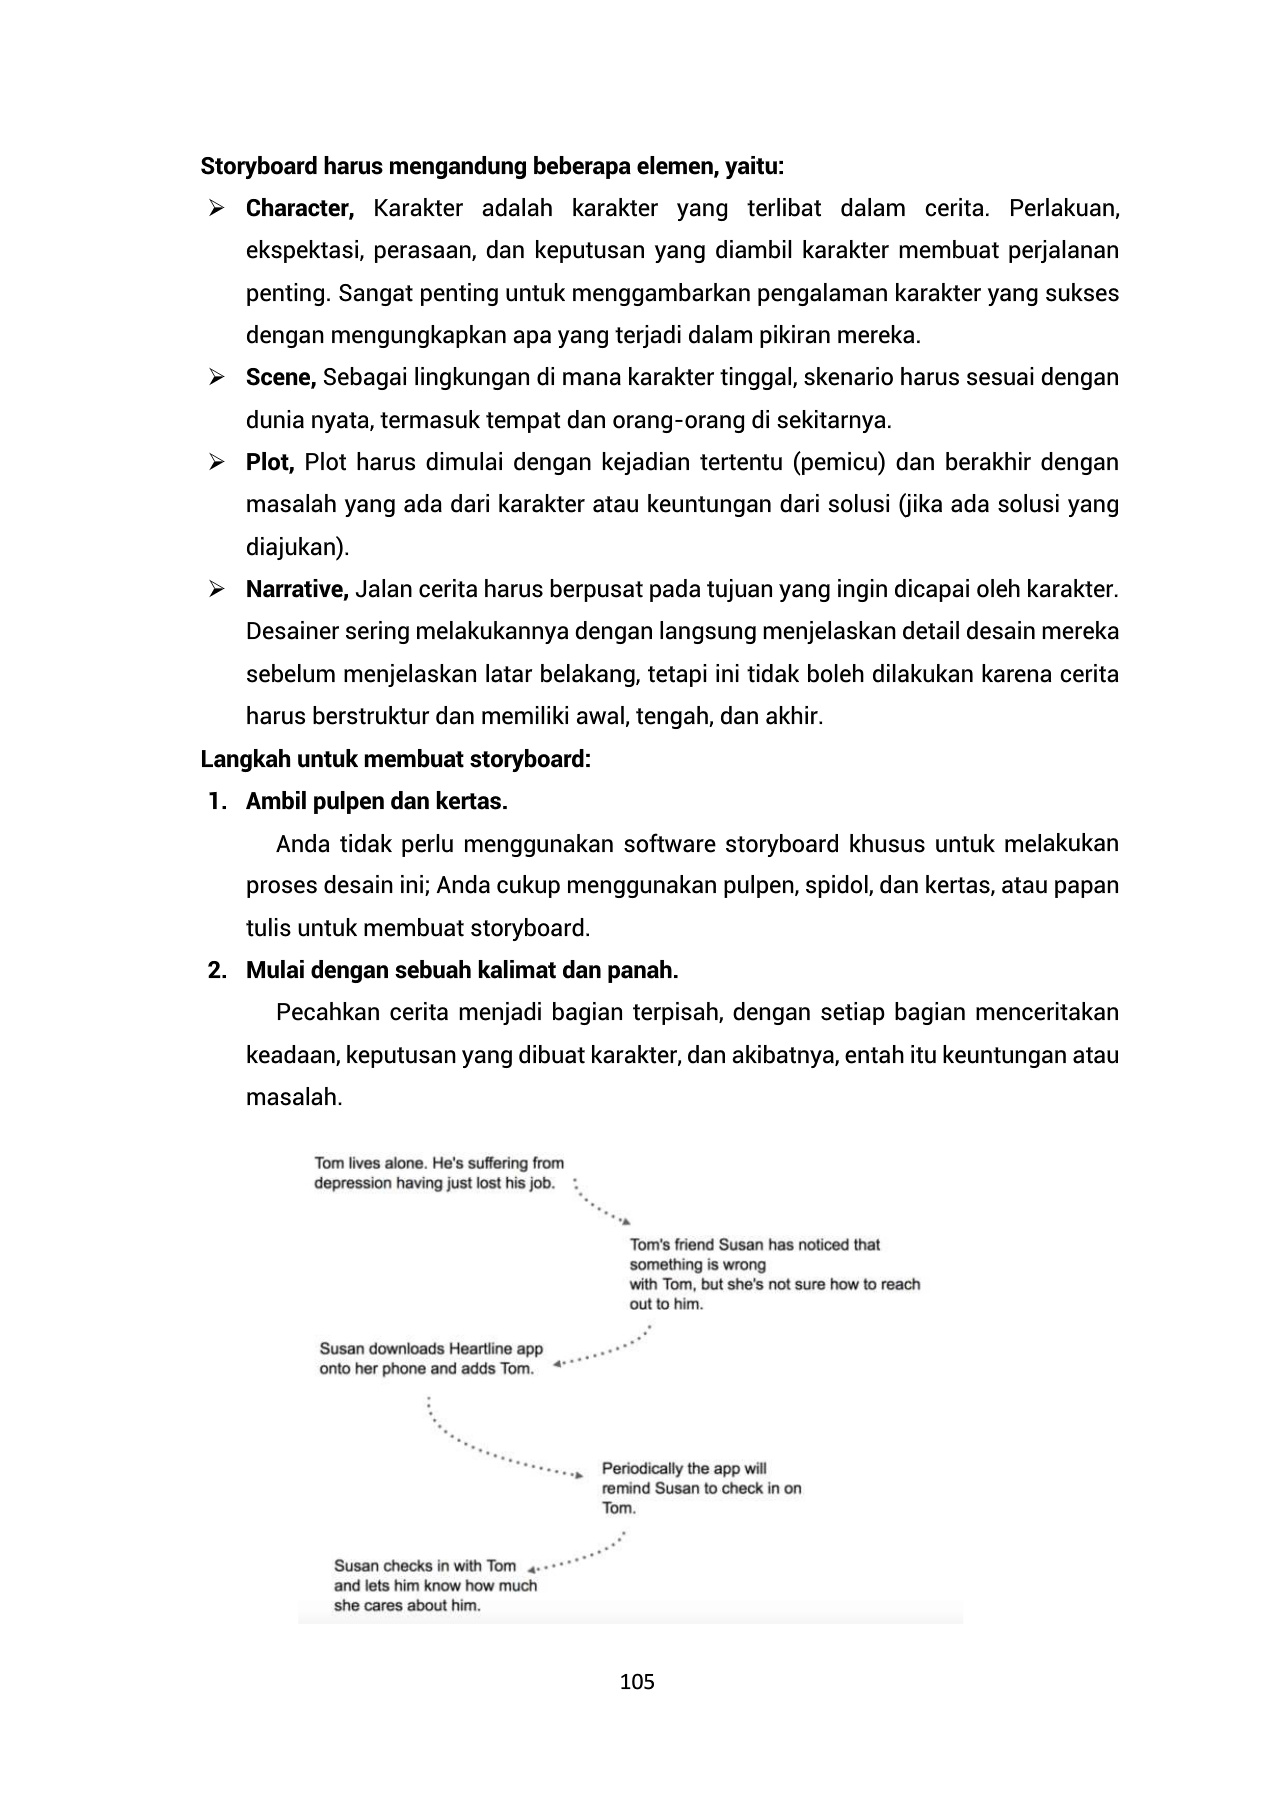 Storyboard harus mengandung beberapa elemen, yaitu:
➢ Character, Karakter adalah karakter yang terlibat dalam cerita. Perlakuan,
ekspektasi, perasaan, dan keputusan yang diambil karakter membuat perjalanan
penting. Sangat penting untuk menggambarkan pengalaman karakter yang sukses
dengan mengungkapkan apa yang terjadi dalam pikiran mereka.
➢ Scene, Sebagai lingkungan di mana karakter tinggal, skenario harus sesuai dengan
dunia nyata, termasuk tempat dan orang-orang di sekitarnya.
➢ Plot, Plot harus dimulai dengan kejadian tertentu (pemicu) dan berakhir dengan
masalah yang ada dari karakter atau keuntungan dari solusi (jika ada solusi yang
diajukan).
➢ Narrative, Jalan cerita harus berpusat pada tujuan yang ingin dicapai oleh karakter.
Desainer sering melakukannya dengan langsung menjelaskan detail desain mereka
sebelum menjelaskan latar belakang, tetapi ini tidak boleh dilakukan karena cerita
harus berstruktur dan memiliki awal, tengah, dan akhir.
Langkah untuk membuat storyboard:
1. Ambil pulpen dan kertas.
Anda tidak perlu menggunakan software storyboard khusus untuk melakukan
proses desain ini; Anda cukup menggunakan pulpen, spidol, dan kertas, atau papan
tulis untuk membuat storyboard.
2. Mulai dengan sebuah kalimat dan panah.
Pecahkan cerita menjadi bagian terpisah, dengan setiap bagian menceritakan
keadaan, keputusan yang dibuat karakter, dan akibatnya, entah itu keuntungan atau
masalah.
Tom lives alone. He's suffering from
depression having just lost his job.
Tom's friend Susan has noticed that
something is wrong
with Tom, but she's not sure how to reach
out to him.
Susan downloads Heartline app
onto her phone and adds Tom.
Periodically the app will
remind Susan to check in on
Tom.
Susan checks in with Tom
and lets him know how much
she cares about him.
105